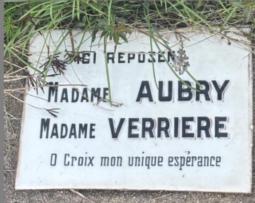 ICI REPOSENT
MADAME AUBRY
MADAME VERRIERE
O Croix mon unique espérance